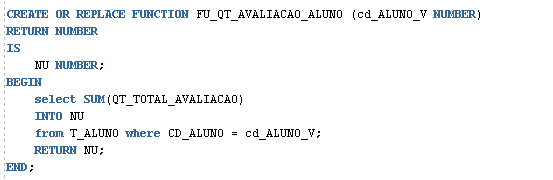 CREATE OR REPLACE FUNCTION FU_QT_AVALIACAO_ALUNO (cd_ALUNO_V NUMBER)
RETURN NUMBER
IS
NU NUMBER;
BEGIN
select SUM(QT_TOTAL_AVALIACAO)
INTO NU
from T_ALUNO where CD_ALUNO = cd_ALUNO_V;
RETURN NU;
END;